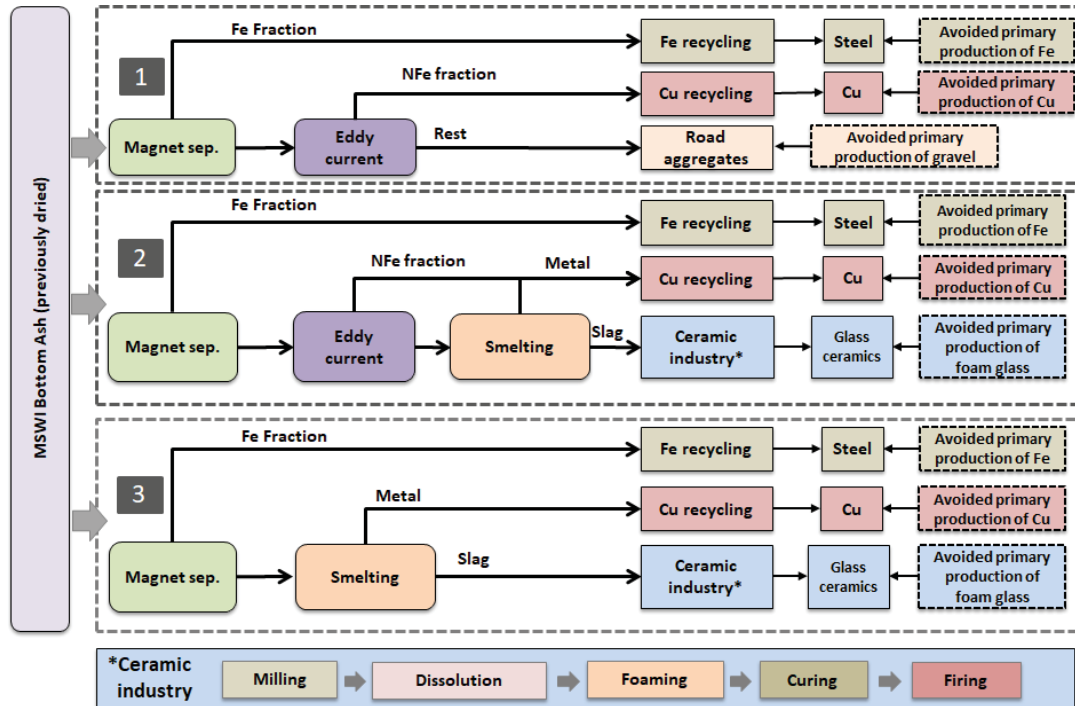 MSWI Bottom Ash (previously dried)
1
Fe Fraction
Fe recycling
Steel
Avoided primary
production of Fe
NFe fraction
Cu recycling
Cu
Avoided primary
production of Cu
Magnet sep.
Eddy
current
Rest
Road
aggregates
Avoided primary
production of gravel
2
Fe Fraction
Fe recycling
Steel
Avoided primary
production of Fe
NFe fraction
Metal
Cu recycling
Cu
Avoided primary
production of Cu
Magnet sep.
Eddy
current
Smelting
Slag
Ceramic
industry*
Glass
ceramics
Avoided primary
production of
foam glass
3
Fe Fraction
Fe recycling
Steel
Avoided primary
production of Fe
Metal
Cu recycling
Cu
Avoided primary
production of Cu
Magnet sep.
Smelting
Slag
Ceramic
industry*
Glass
ceramics
Avoided primary
production of
foam glass
*Ceramic
industry
Milling
Dissolution
Foaming
Curing
Firing